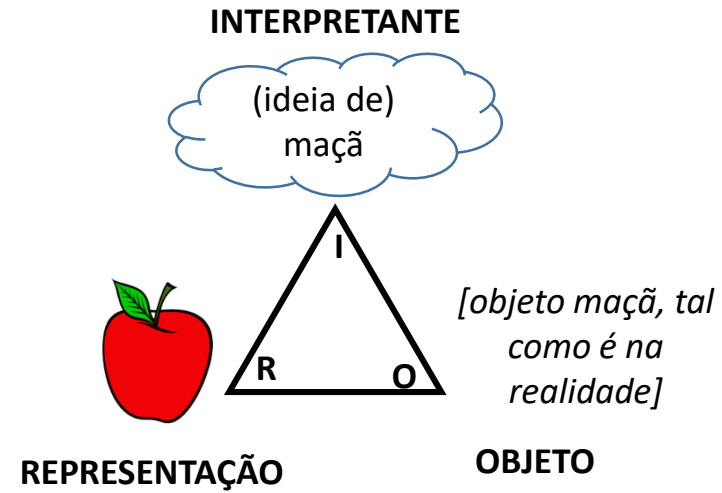 INTERPRETANTE
(ideia de)
maçã
I
R
O
[objeto maçã, tal
como é na
realidade]
REPRESENTAÇÃO
OBJETO